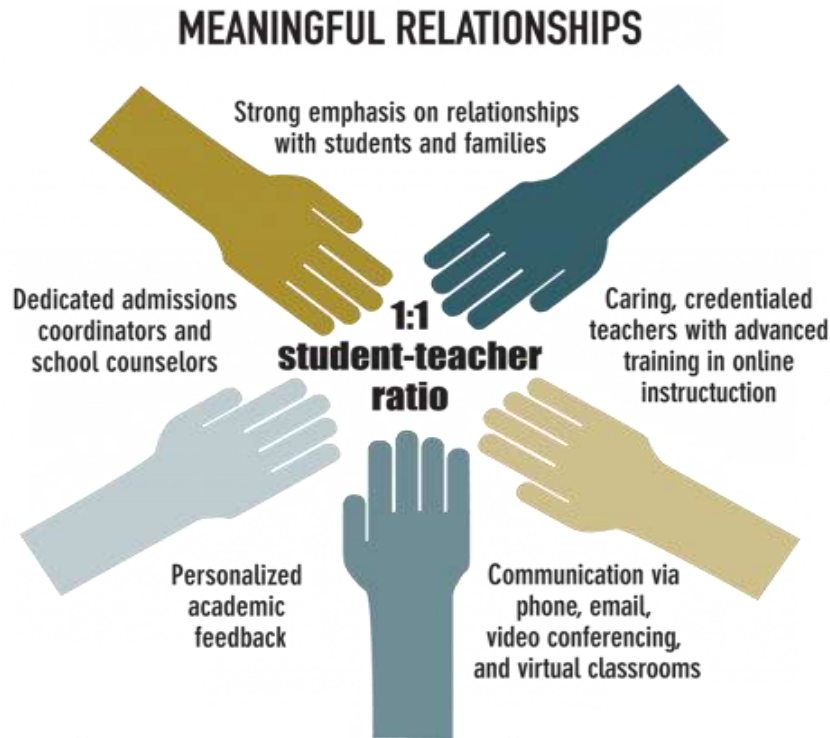 MEANINGFUL RELATIONSHIPS
Strong emphasis on relationships
with students and families
Dedicated admissions
coordinators and
school counselors
1:1
student-teacher
ratio
Caring, credentialed
teachers with advanced
training in online
instructuction
Personalized
academic
feedback
Communication via
phone, email,
video conferencing,
and virtual classrooms